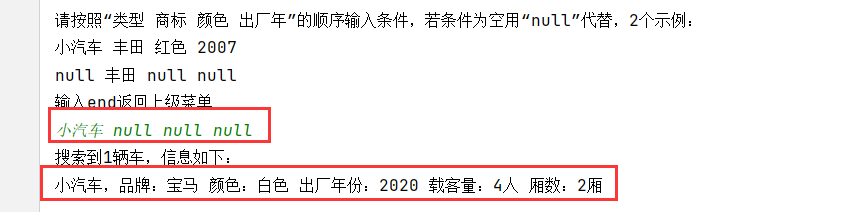 请按照“类型 商标 颜色 出厂年”的顺序输入条件，若条件为空用“null”代替，2个示例：
小汽车 丰田 红色 2007
null 丰田 null null
输入end返回上级菜单
小汽车 null null null
搜索到1辆车，信息如下：
小汽车，品牌：宝马 颜色：白色 出厂年份：2020 载客量：4人 厢数：2厢